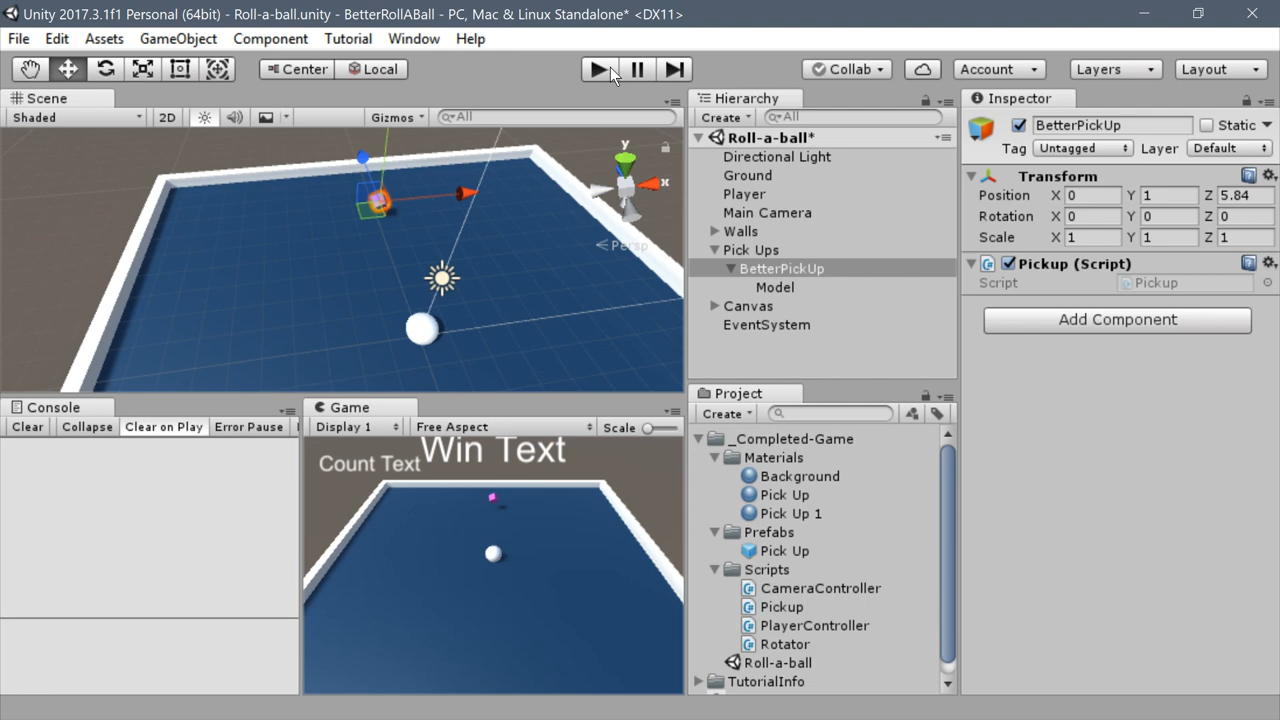 Unity 2017.3.1f1 Personal (64bit) - Roll-a-ball.unity - BetterRollABall - PC, Mac & Linux Standalone* <DX11>
File Edit Assets GameObject Component Tutorial Window Help
Center Local Collab Account Layers Layout
Scene
Shaded 2D Gizmos All
y
x
Persp
Hierarchy
Create All
Roll-a-ball*
Directional Light
Ground
Player
Main Camera
Walls
Pick Ups
BetterPickUp
Model
Canvas
EventSystem
Inspector
BetterPickUp Static
Tag Untagged Layer Default
Transform
Position X 0 Y 1 Z 5.84
Rotation X 0 Y 0 Z 0
Scale X 1 Y 1 Z 1
Pickup (Script)
Script Pickup
Add Component
Console
Clear Collapse Clear on Play Error Pause
Game
Display 1 Free Aspect Scale
Count Text
Win Text
Project
Create
_Completed-Game
Materials
Background
Pick Up
Pick Up 1
Prefabs
Pick Up
Scripts
CameraController
Pickup
PlayerController
Rotator
Roll-a-ball
TutorialInfo